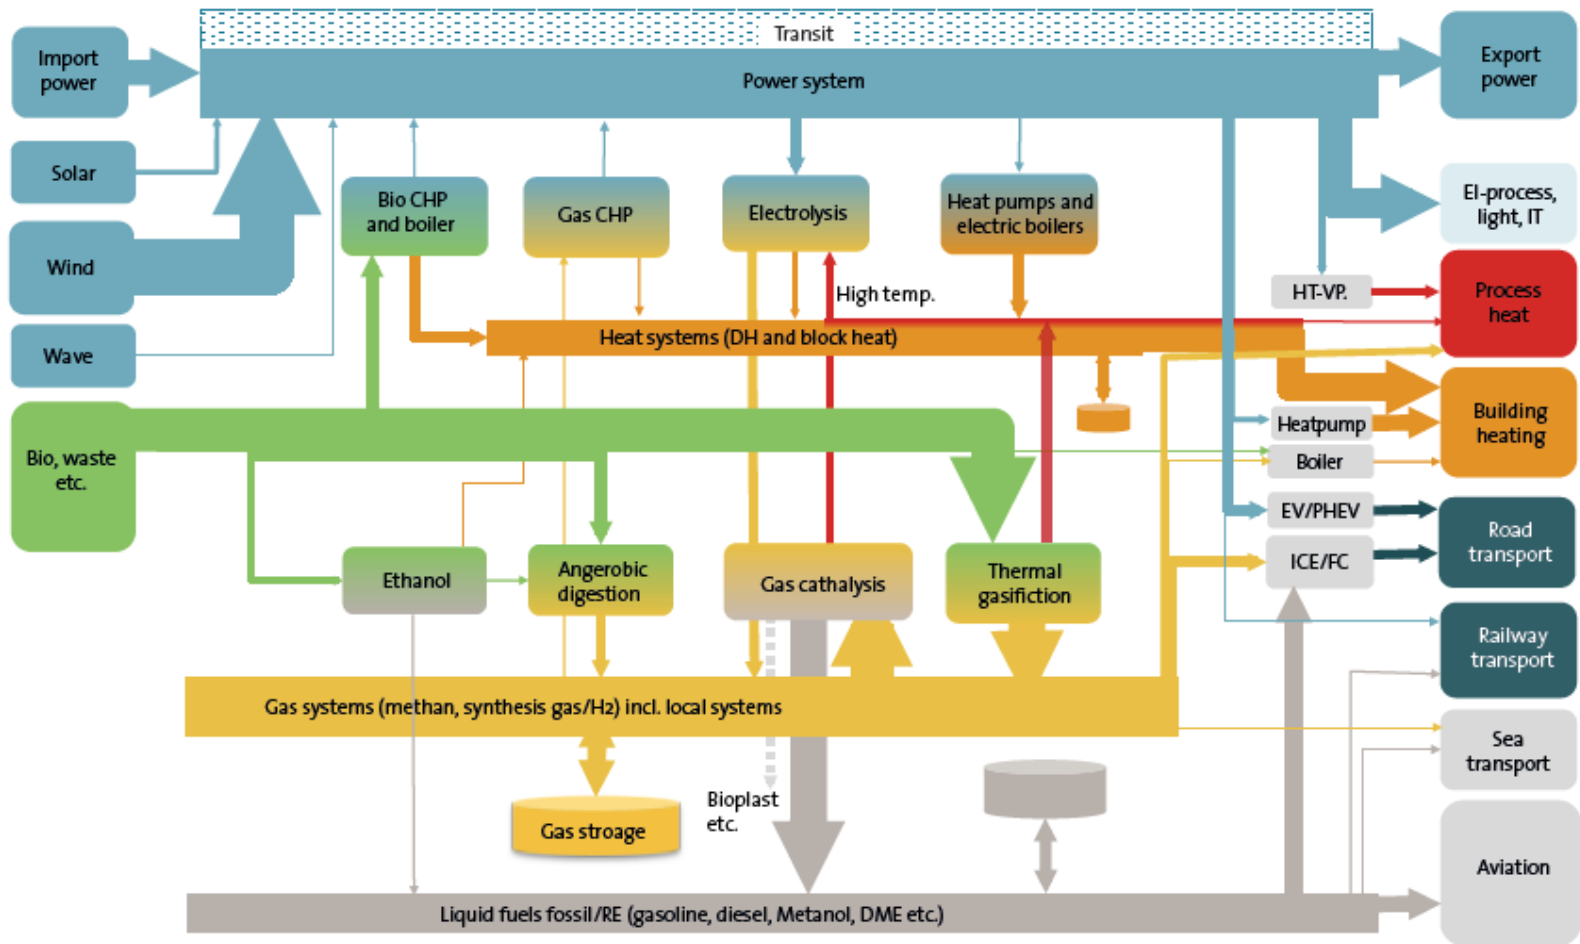 Transit
Import
power
Power system
Export
power
Solar
Bio CHP
and boiler
Gas CHP
Electrolysis
Heat pumps and
electric boilers
El-process,
light, IT
Wind
High temp.
HT-VP.
Process
heat
Wave
Heat systems (DH and block heat)
Bio, waste
etc.
Heatpump
Boiler
Building
heating
EV/PHEV
ICE/FC
Road
transport
Ethanol
Angerobic
digestion
Gas cathalysis
Thermal
gasifiction
Railway
transport
Gas systems (methan, synthesis gas/H2) incl. local systems
Sea
transport
Bioplast
etc.
Gas stroage
Aviation
Liquid fuels fossil/RE (gasoline, diesel, Metanol, DME etc.)